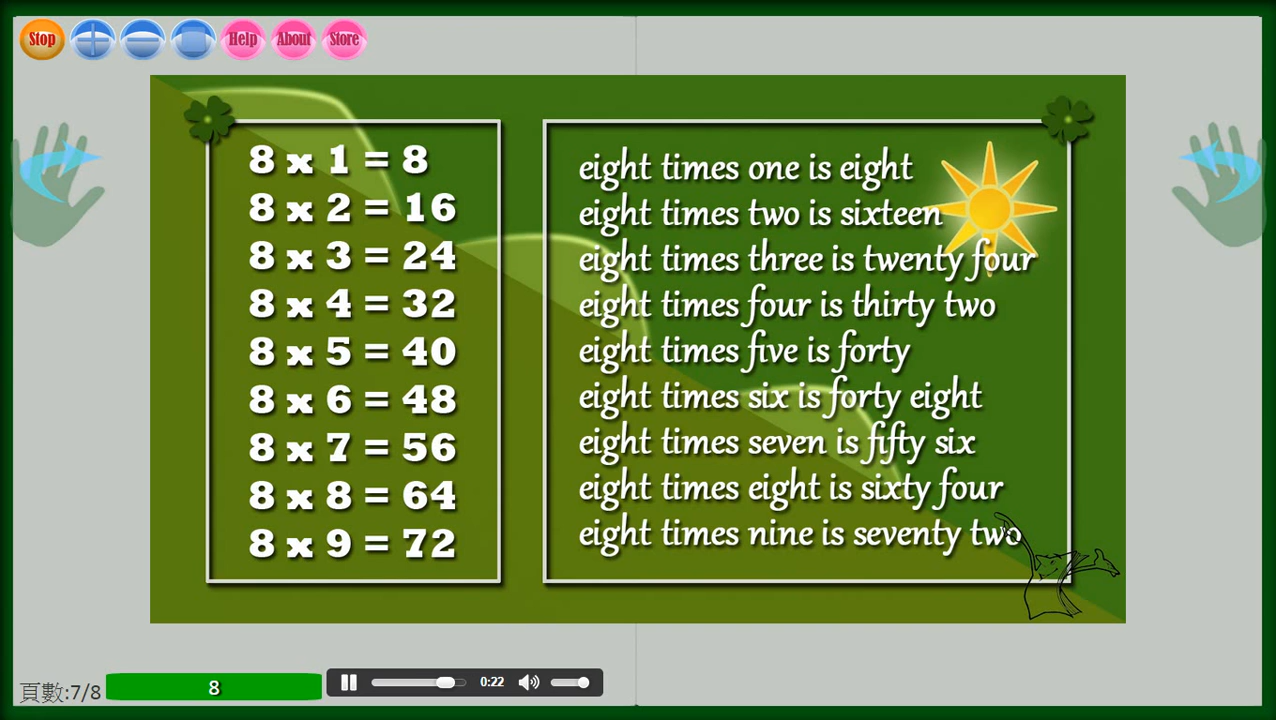 Stop Help About Store
8 x 1 = 8
8 x 2 = 16
8 x 3 = 24
8 x 4 = 32
8 x 5 = 40
8 x 6 = 48
8 x 7 = 56
8 x 8 = 64
8 x 9 = 72
eight times one is eight
eight times two is sixteen
eight times three is twenty four
eight times four is thirty two
eight times five is forty
eight times six is forty eight
eight times seven is fifty six
eight times eight is sixty four
eight times nine is seventy two
頁數:7/8 8 0:22